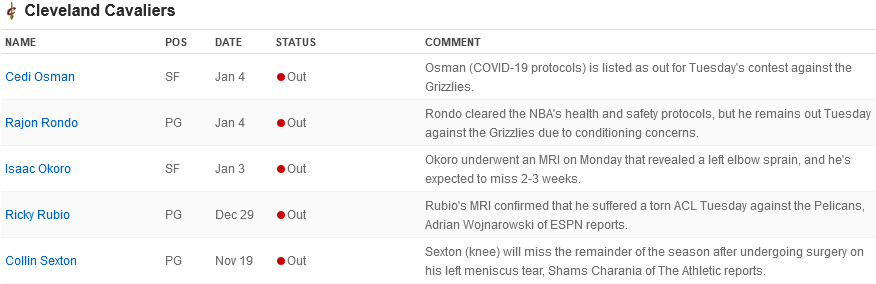 Cleveland Cavaliers
NAME POS DATE STATUS COMMENT
Cedi Osman SF Jan 4 Out Osman (COVID-19 protocols) is listed as out for Tuesday's contest against the
Grizzlies.
Rajon Rondo PG Jan 4 Out Rondo cleared the NBA's health and safety protocols, but he remains out Tuesday
against the Grizzlies due to conditioning concerns.
Isaac Okoro SF Jan 3 Out Okoro underwent an MRI on Monday that revealed a left elbow sprain, and he's
expected to miss 2-3 weeks.
Ricky Rubio PG Dec 29 Out Rubio's MRI confirmed that he suffered a torn ACL Tuesday against the Pelicans,
Adrian Wojnarowski of ESPN reports.
Collin Sexton PG Nov 19 Out Sexton (knee) will miss the remainder of the season after undergoing surgery on
his left meniscus tear, Shams Charania of The Athletic reports.